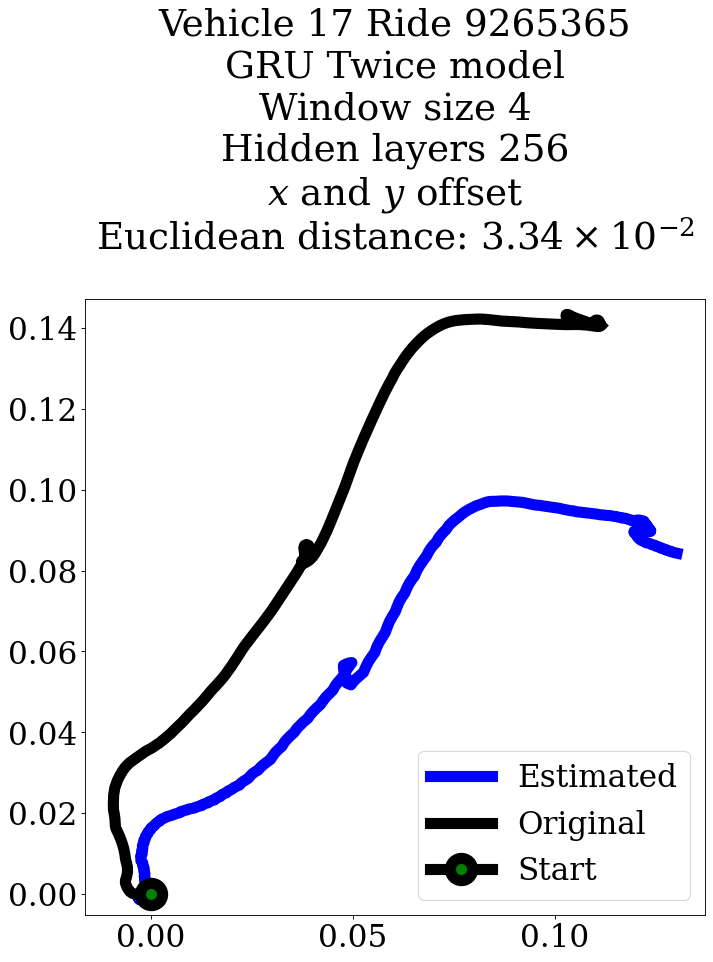 Vehicle 17 Ride 9265365
GRU Twice model
Window size 4
Hidden layers 256
x and y offset
Euclidean distance: 3.34 × 10⁻²
0.14
0.12
0.10
0.08
0.06
0.04
0.02
0.00
Estimated
Original
Start
0.00 0.05 0.10